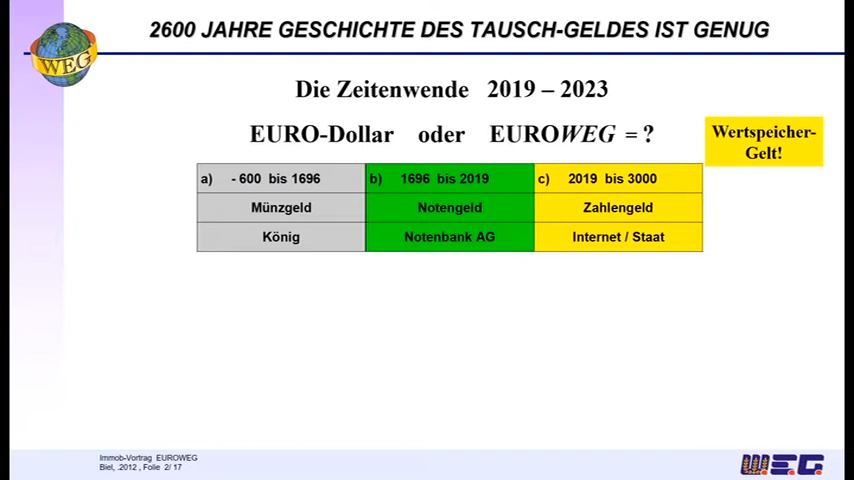 2600 JAHRE GESCHICHTE DES TAUSCH-GELDES IST GENUG
WEG
Die Zeitenwende 2019 – 2023
EURO-Dollar oder EUROWEG = ?
Wertspeicher-
Gelt!
a) - 600 bis 1696
b) 1696 bis 2019
c) 2019 bis 3000
Münzgeld
Notengeld
Zahlengeld
König
Notenbank AG
Internet / Staat
Immob-Vortrag EUROWEG
Biel, .2012 , Folie 2/ 17
WEG